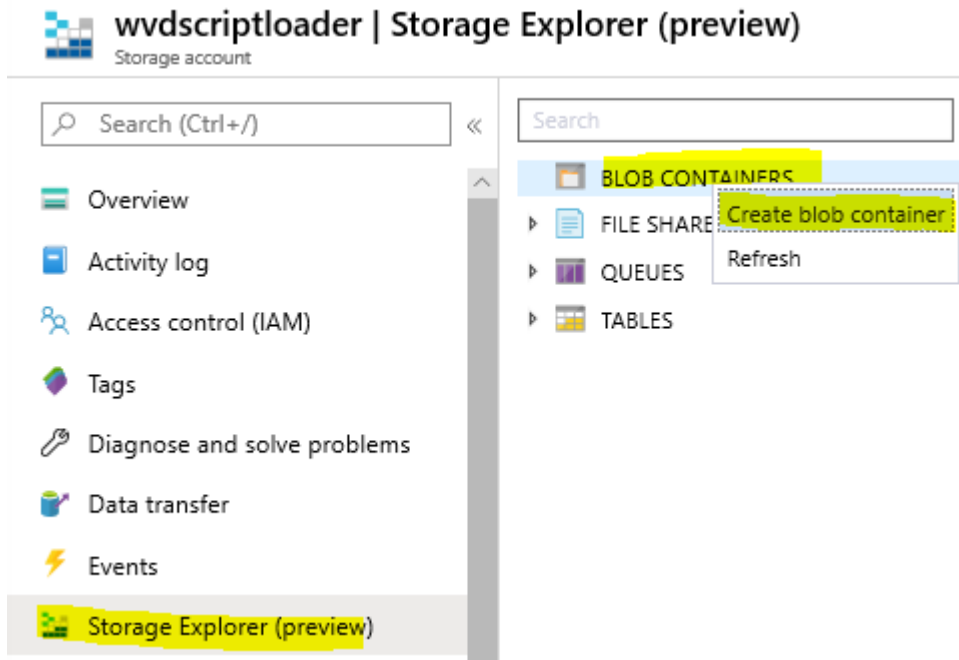 wvdscriptloader | Storage Explorer (preview)
Storage account
Search (Ctrl+/)
«
Overview
Activity log
Access control (IAM)
Tags
Diagnose and solve problems
Data transfer
Events
Storage Explorer (preview)
Search
BLOB CONTAINERS
FILE SHARE
QUEUES
TABLES
Create blob container
Refresh